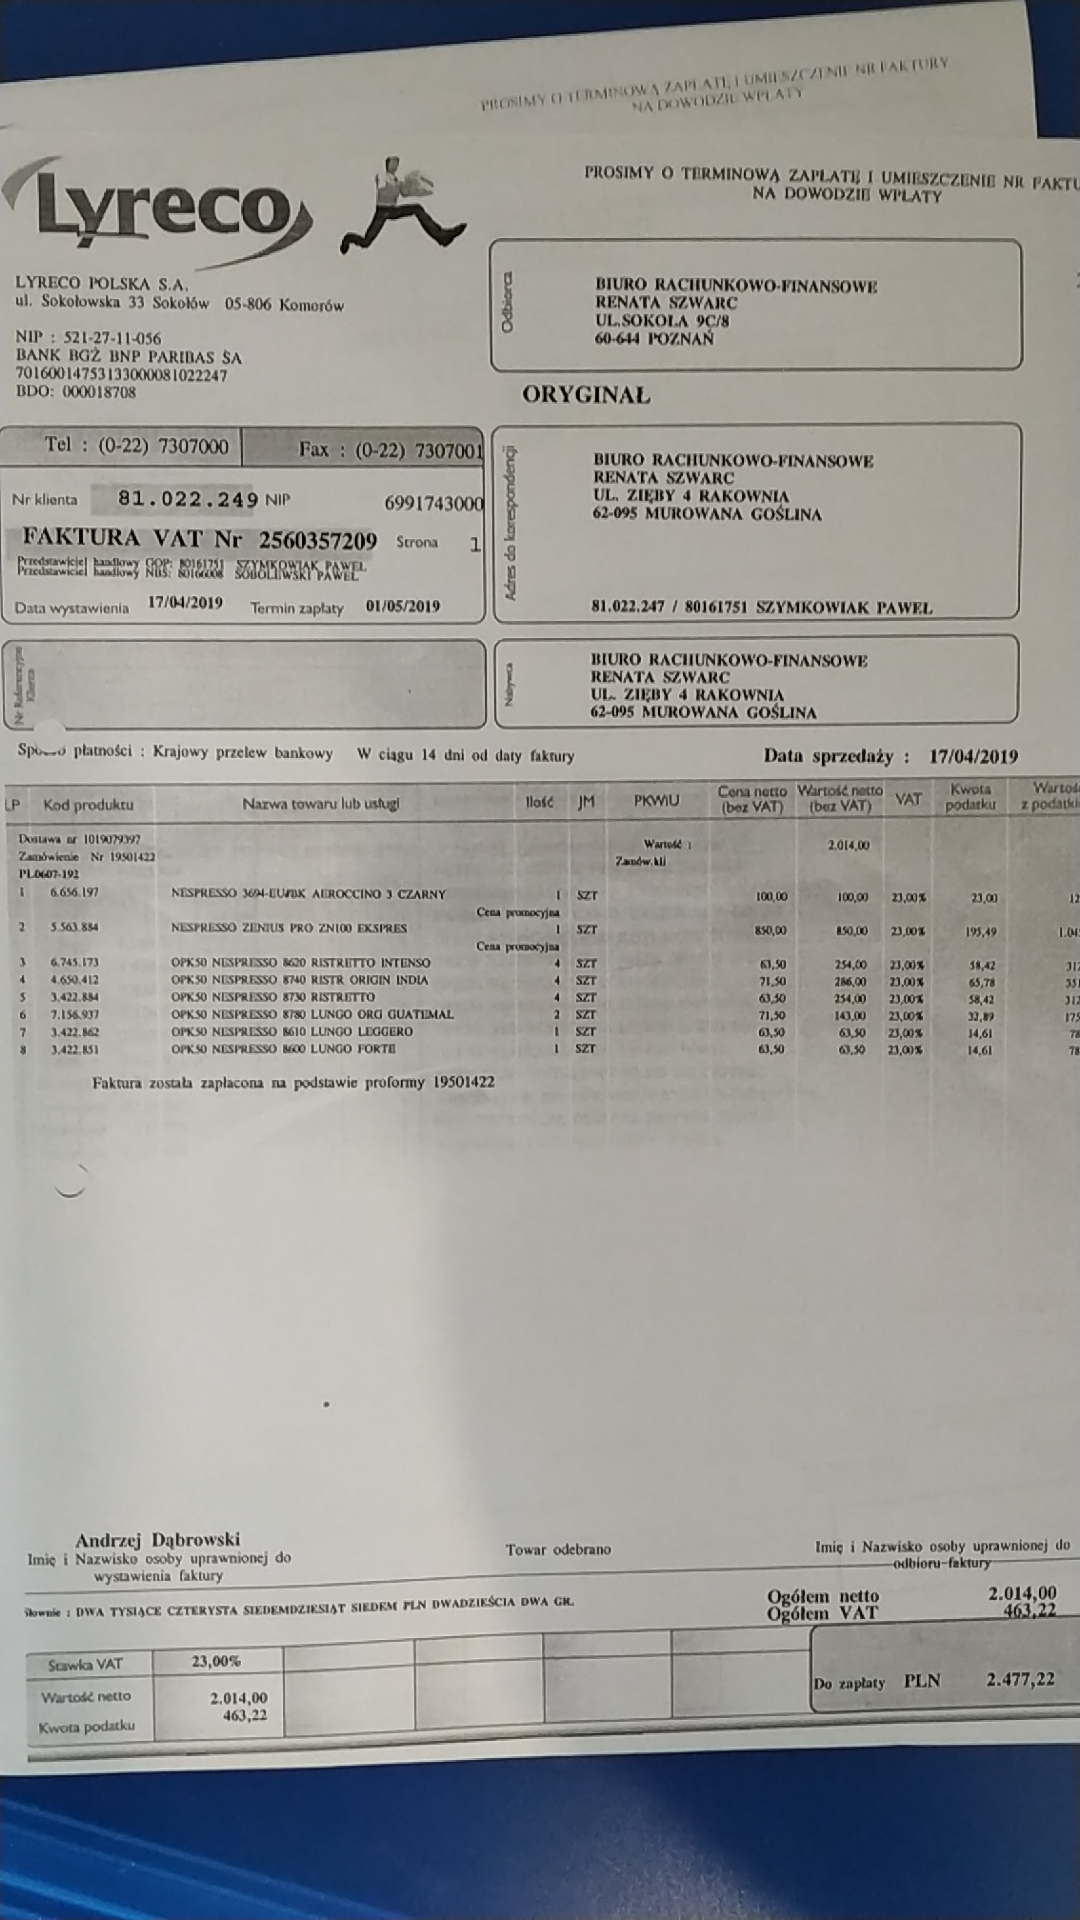 PROSIMY O TERMINOWĄ ZAPŁATĘ I UMIESZCZENIE NR FAKTURY
NA DOWODZIE WPŁATY
PROSIMY O TERMINOWĄ ZAPŁATĘ I UMIESZCZENIE NR FAKTU
NA DOWODZIE WPŁATY
Lyreco
LYRECO POLSKA S.A.
ul. Sokołowska 33 Sokołów 05-806 Komorów
NIP : 521-27-11-056
BANK BGŻ BNP PARIBAS SA
70160014753133000081022247
BDO: 000018708
Odbiorca
BIURO RACHUNKOWO-FINANSOWE
RENATA SZWARC
UL.SOKOŁA 9C/8
60-644 POZNAŃ
ORYGINAŁ
Tel : (0-22) 7307000 Fax : (0-22) 7307001
Nr klienta 81.022.249 NIP 6991743000
FAKTURA VAT Nr 2560357209 Strona 1
Przedstawiciel handlowy GOP: 80161751 SZYMKOWIAK PAWEŁ
Przedstawiciel handlowy NBS: 80166008 SOBOLEWSKI PAWEŁ
Data wystawienia 17/04/2019 Termin zapłaty 01/05/2019
Adres do korespondencji
BIURO RACHUNKOWO-FINANSOWE
RENATA SZWARC
UL. ZIĘBY 4 RAKOWNIA
62-095 MUROWANA GOŚLINA
81.022.247 / 80161751 SZYMKOWIAK PAWEŁ
Nr Referencyjne
Klienta
Nabywca
BIURO RACHUNKOWO-FINANSOWE
RENATA SZWARC
UL. ZIĘBY 4 RAKOWNIA
62-095 MUROWANA GOŚLINA
płatności : Krajowy przelew bankowy W ciągu 14 dni od daty faktury Data sprzedaży : 17/04/2019
LP Kod produktu Nazwa towaru lub usługi Ilość JM PKWiU Cena netto (bez VAT) Wartość netto (bez VAT) VAT Kwota podatku Wartoś z podatki
Dostawa nr 1019079397 Wartość : 2.014,00
Zamówienie Nr 19501422 Zamów.kli
PL0607-192
1 6.656.197 NESPRESSO 3694-EU#BK AEROCCINO 3 CZARNY 1 SZT 100,00 100,00 23,00% 23,00 12
Cena promocyjna
2 5.563.884 NESPRESSO ZENIUS PRO ZN100 EKSPRES 1 SZT 850,00 850,00 23,00% 195,49 1.04
Cena promocyjna
3 6.745.173 OPK50 NESPRESSO 8620 RISTRETTO INTENSO 4 SZT 63,50 254,00 23,00% 58,42 312
4 4.650.412 OPK50 NESPRESSO 8740 RISTR ORIGIN INDIA 4 SZT 71,50 286,00 23,00% 65,78 351
5 3.422.884 OPK50 NESPRESSO 8730 RISTRETTO 4 SZT 63,50 254,00 23,00% 58,42 312
6 7.156.937 OPK50 NESPRESSO 8780 LUNGO ORG GUATEMAL 2 SZT 71,50 143,00 23,00% 32,89 175
7 3.422.862 OPK50 NESPRESSO 8610 LUNGO LEGGERO 1 SZT 63,50 63,50 23,00% 14,61 78
8 3.422.851 OPK50 NESPRESSO 8600 LUNGO FORTE 1 SZT 63,50 63,50 23,00% 14,61 78
Faktura została zapłacona na podstawie proformy 19501422
Andrzej Dąbrowski
Imię i Nazwisko osoby uprawnionej do
wystawienia faktury
Towar odebrano
Imię i Nazwisko osoby uprawnionej do
odbioru faktury
Słownie : DWA TYSIĄCE CZTERYSTA SIEDEMDZIESIĄT SIEDEM PLN DWADZIEŚCIA DWA GR.
Ogółem netto 2.014,00
Ogółem VAT 463,22
Stawka VAT 23,00%
Wartość netto 2.014,00
Kwota podatku 463,22
Do zapłaty PLN 2.477,22